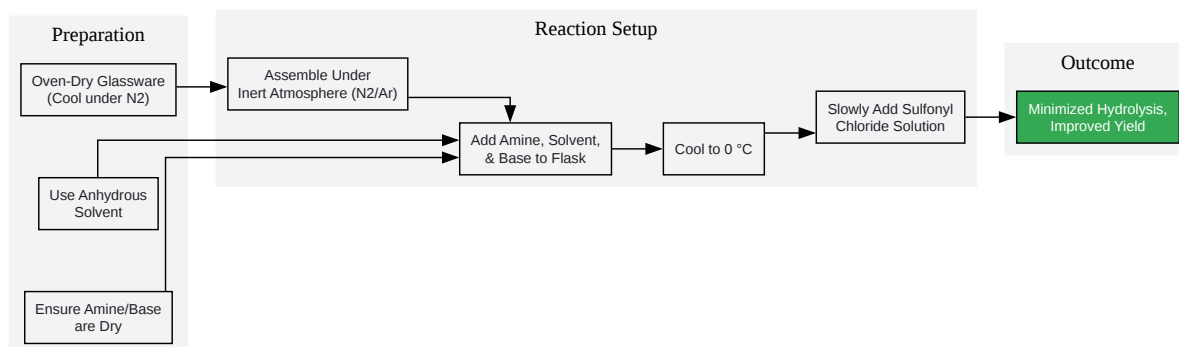 Preparation
Oven-Dry Glassware
(Cool under N2)
Use Anhydrous
Solvent
Ensure Amine/Base
are Dry
Reaction Setup
Assemble Under
Inert Atmosphere (N2/Ar)
Add Amine, Solvent,
& Base to Flask
Cool to 0 °C
Slowly Add Sulfonyl
Chloride Solution
Outcome
Minimized Hydrolysis,
Improved Yield